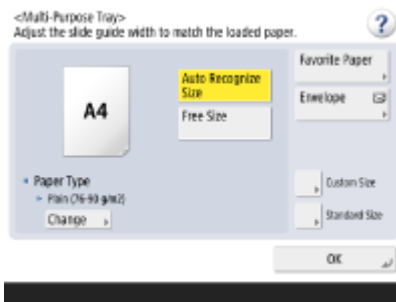 <Multi-Purpose Tray>
Adjust the slide guide width to match the loaded paper.
?
Favorite Paper
Auto Recognize
Size
Envelope
A4
Free Size
Paper Type
Plain (76-90 g/m2)
Change
Custom Size
Standard Size
OK